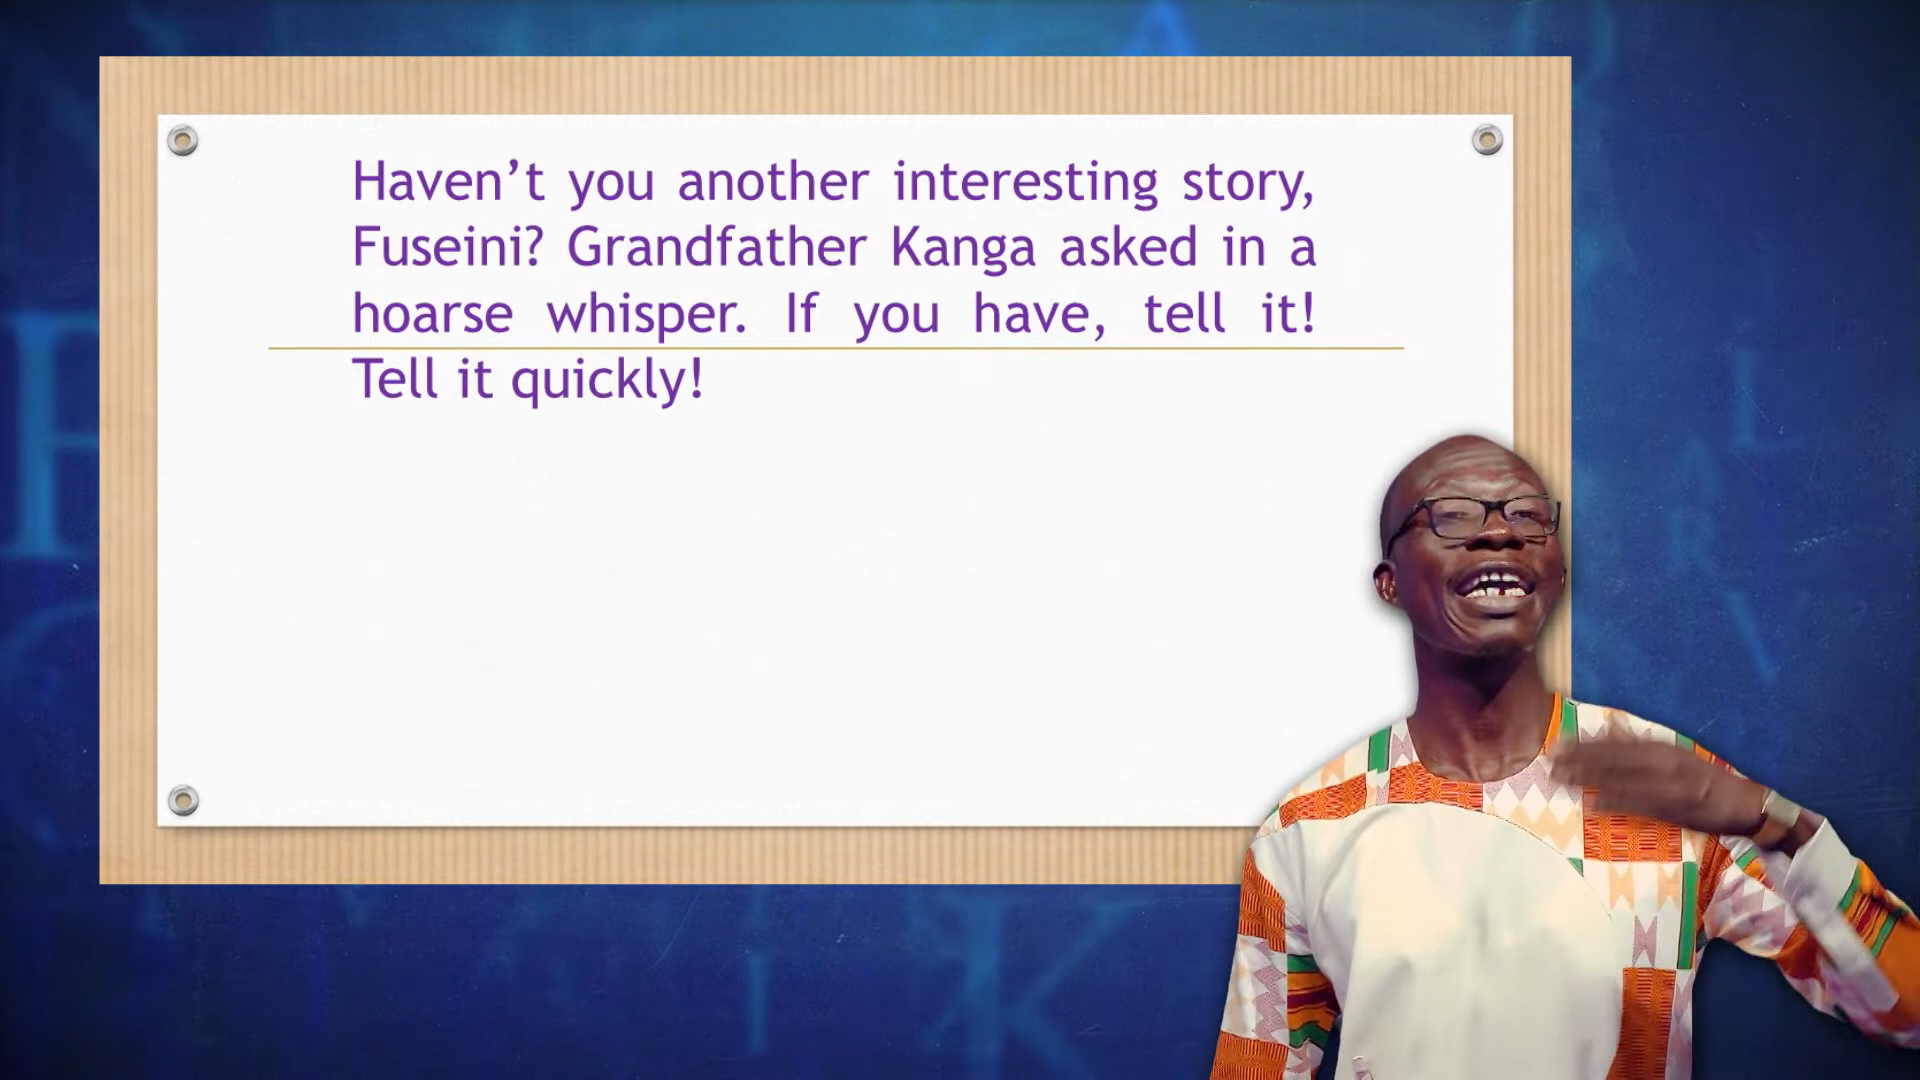 Haven’t you another interesting story,
Fuseini? Grandfather Kanga asked in a
hoarse whisper. If you have, tell it!
Tell it quickly!